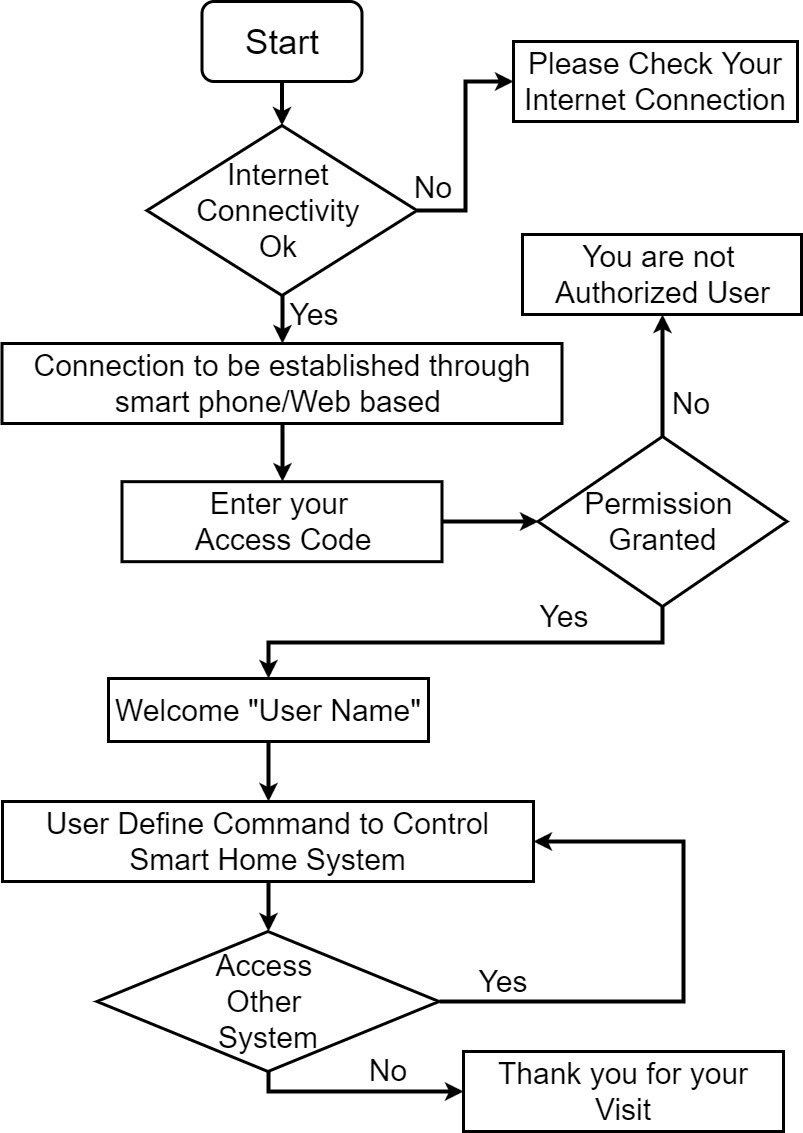 Start
Please Check Your
Internet Connection
Internet
Connectivity
Ok
No
Yes
You are not
Authorized User
Connection to be established through
smart phone/Web based
No
Enter your
Access Code
Permission
Granted
Yes
Welcome "User Name"
User Define Command to Control
Smart Home System
Access
Other
System
Yes
No
Thank you for your
Visit